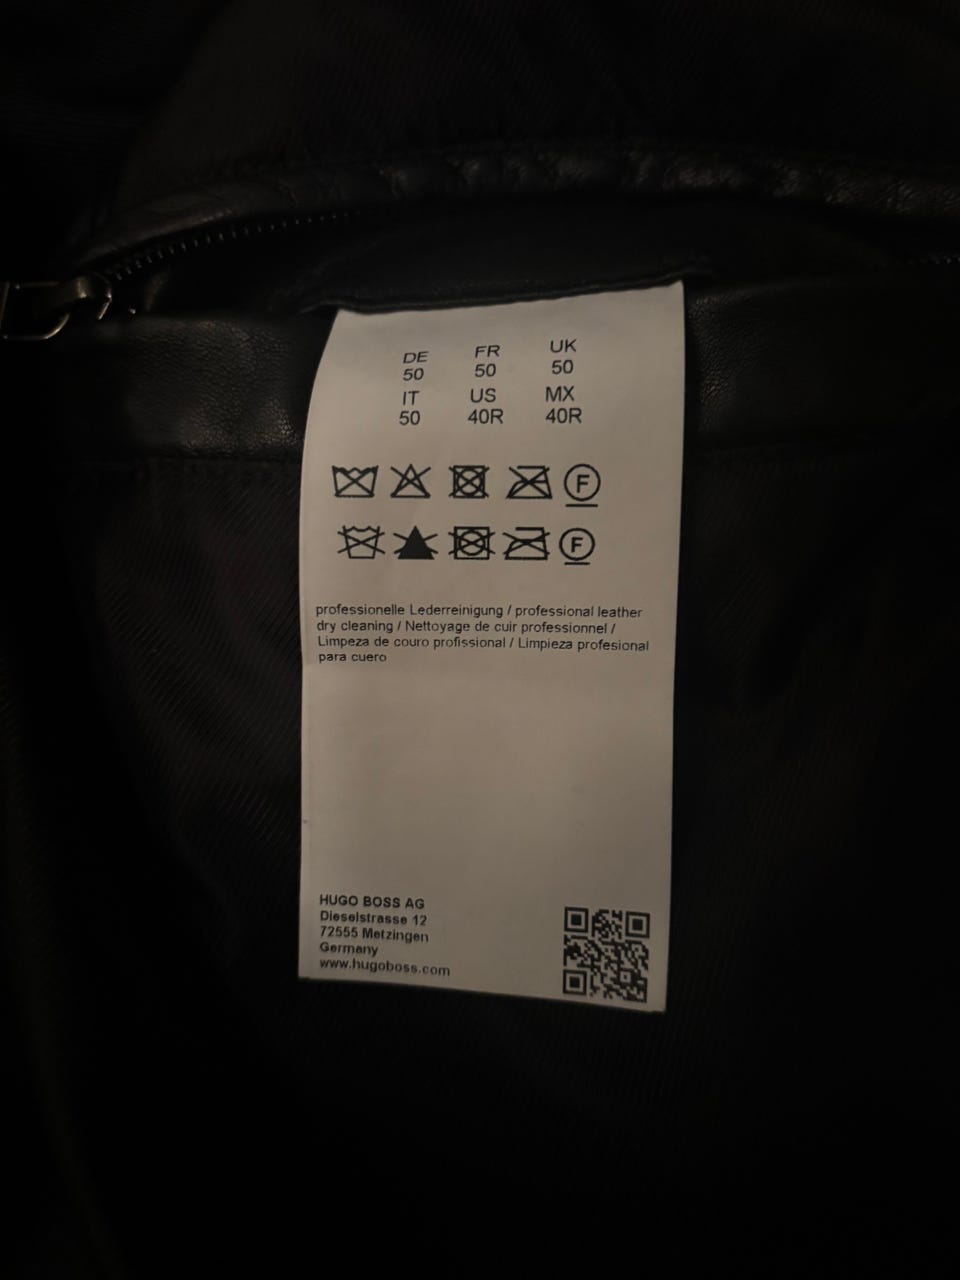 DE FR UK
50 50 50
IT US MX
50 40R 40R
F
F
professionelle Lederreinigung / professional leather
dry cleaning / Nettoyage de cuir professionnel /
Limpeza de couro profissional / Limpieza profesional
para cuero
HUGO BOSS AG
Dieselstrasse 12
72555 Metzingen
Germany
www.hugoboss.com